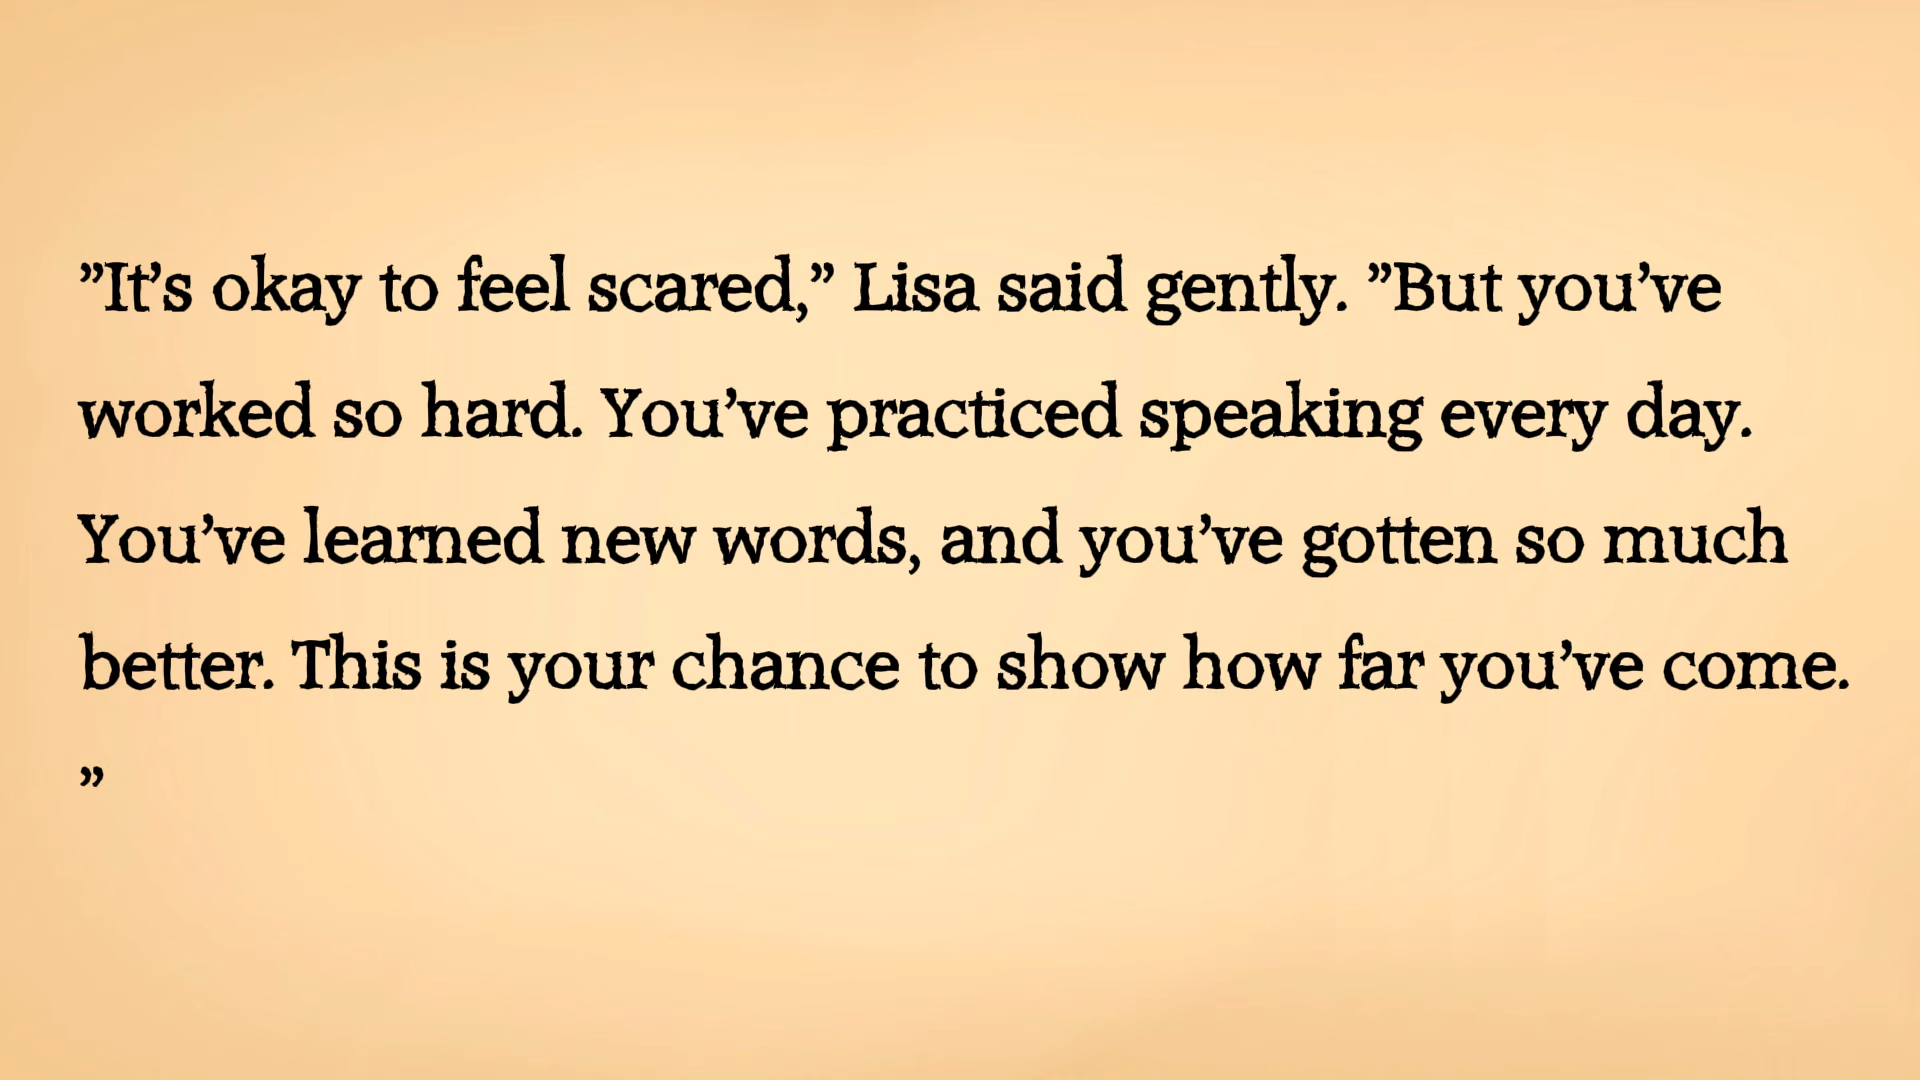 ”It’s okay to feel scared,” Lisa said gently. ”But you’ve
worked so hard. You’ve practiced speaking every day.
You’ve learned new words, and you’ve gotten so much
better. This is your chance to show how far you’ve come.
”